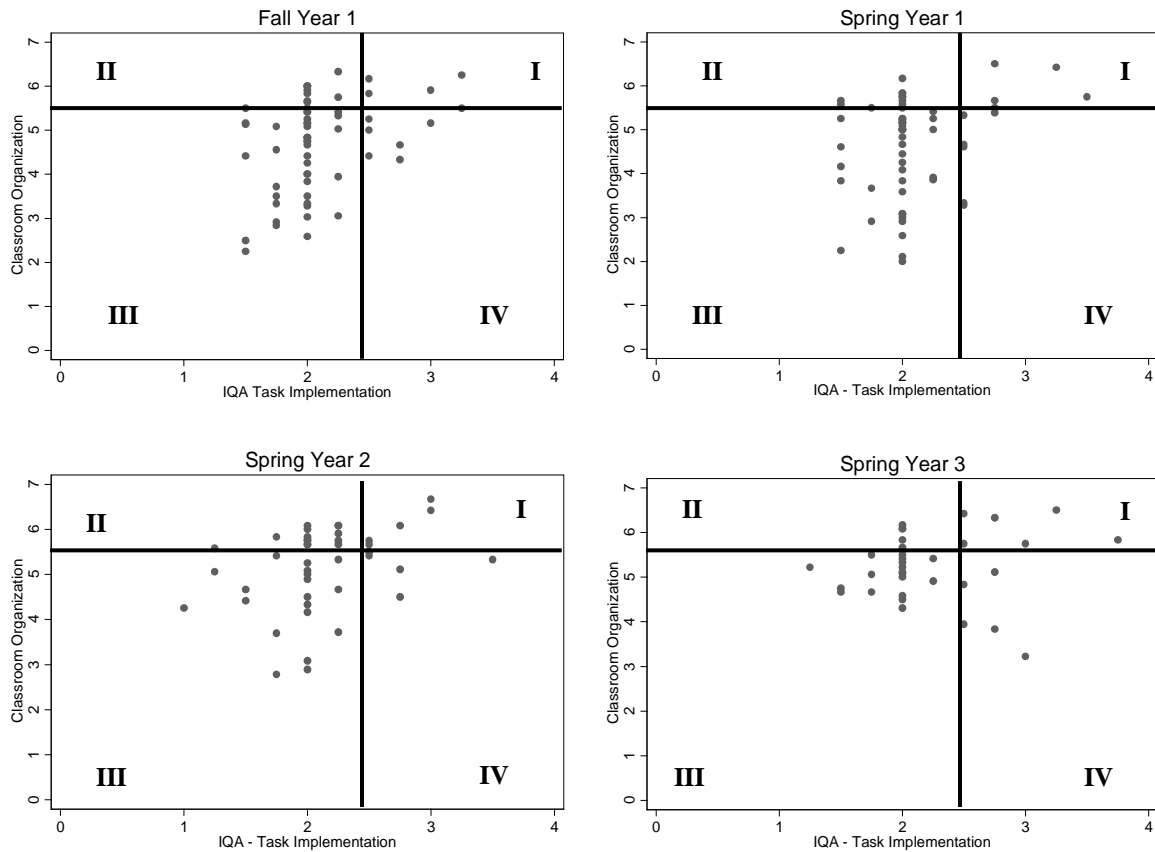 Fall Year 1
Classroom Organization
7
6
5
4
3
2
1
0
II
I
III
IV
0 1 2 3 4
IQA Task Implementation
Spring Year 1
Classroom Organization
7
6
5
4
3
2
1
0
II
I
III
IV
0 1 2 3 4
IQA - Task Implementation
Spring Year 2
Classroom Organization
7
6
5
4
3
2
1
0
II
I
III
IV
0 1 2 3 4
IQA - Task Implementation
Spring Year 3
Classroom Organization
7
6
5
4
3
2
1
0
II
I
III
IV
0 1 2 3 4
IQA - Task Implementation